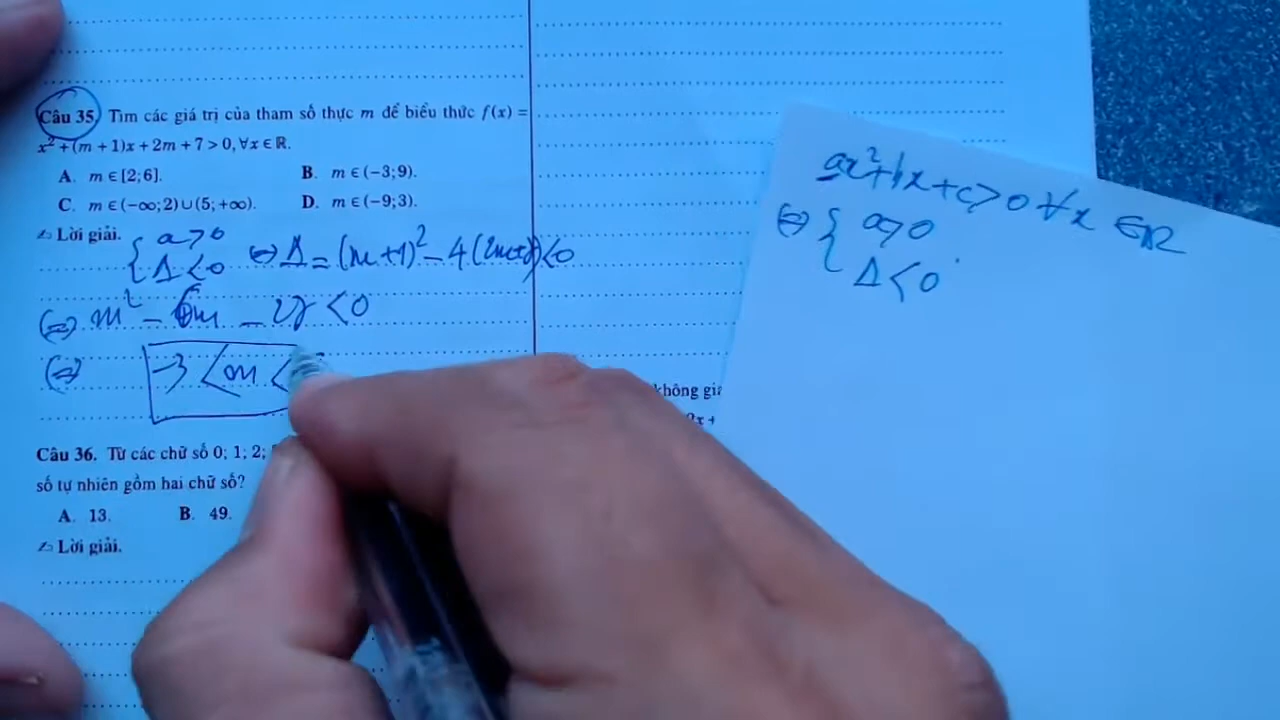 Câu 35. Tìm các giá trị của tham số thực m để biểu thức f(x) =
x² + (m + 1)x + 2m + 7 > 0, ∀x ∈ ℝ.
A. m ∈ [2;6].
B. m ∈ (−3;9).
C. m ∈ (−∞;2) ∪ (5;+∞).
D. m ∈ (−9;3).
✍ Lời giải.
{ a > 0
Δ < 0 ⇔ Δ = (m+1)² − 4(2m+7) < 0
⇔ m² − 6m − 27 < 0
⇔ −3 < m <
Câu 36. Từ các chữ số 0; 1; 2;
số tự nhiên gồm hai chữ số?
A. 13.
B. 49.
✍ Lời giải.
không
ax² + bx + c > 0 ∀x ∈ R
⇔ { a > 0
Δ < 0